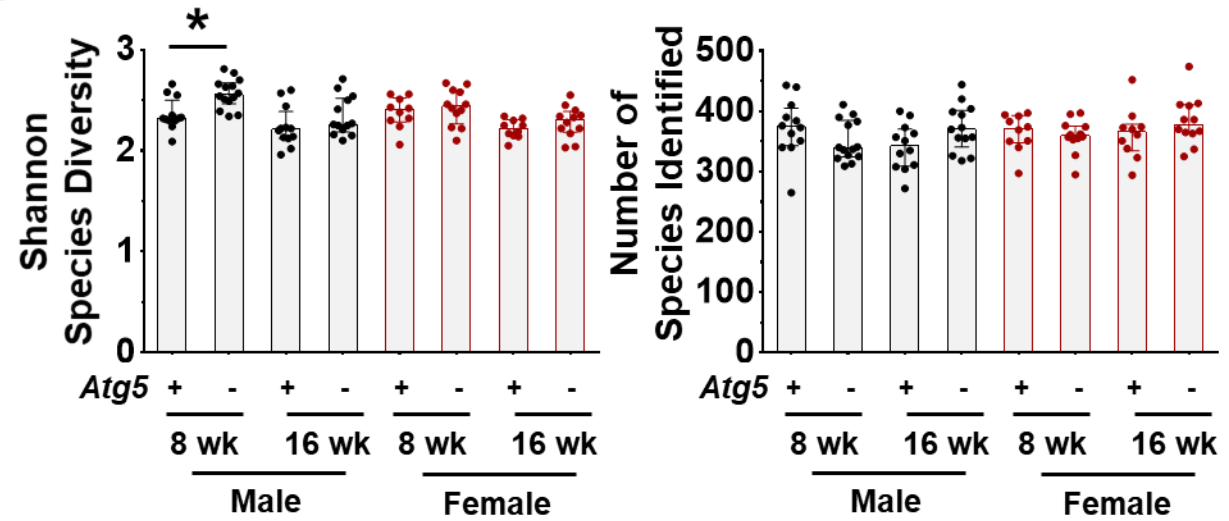 *
Shannon
Species Diversity
3
2
1
0
Atg5 + - + - + - + -
8 wk 16 wk 8 wk 16 wk
Male Female
Number of
Species Identified
500
400
300
200
100
0
Atg5 + - + - + - + -
8 wk 16 wk 8 wk 16 wk
Male Female